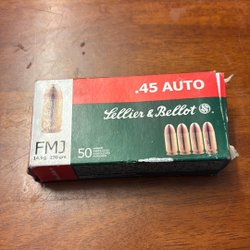 .45 AUTO
Sellier & Bellot
S
B
FMJ
14,9 g. 230 grs.
50